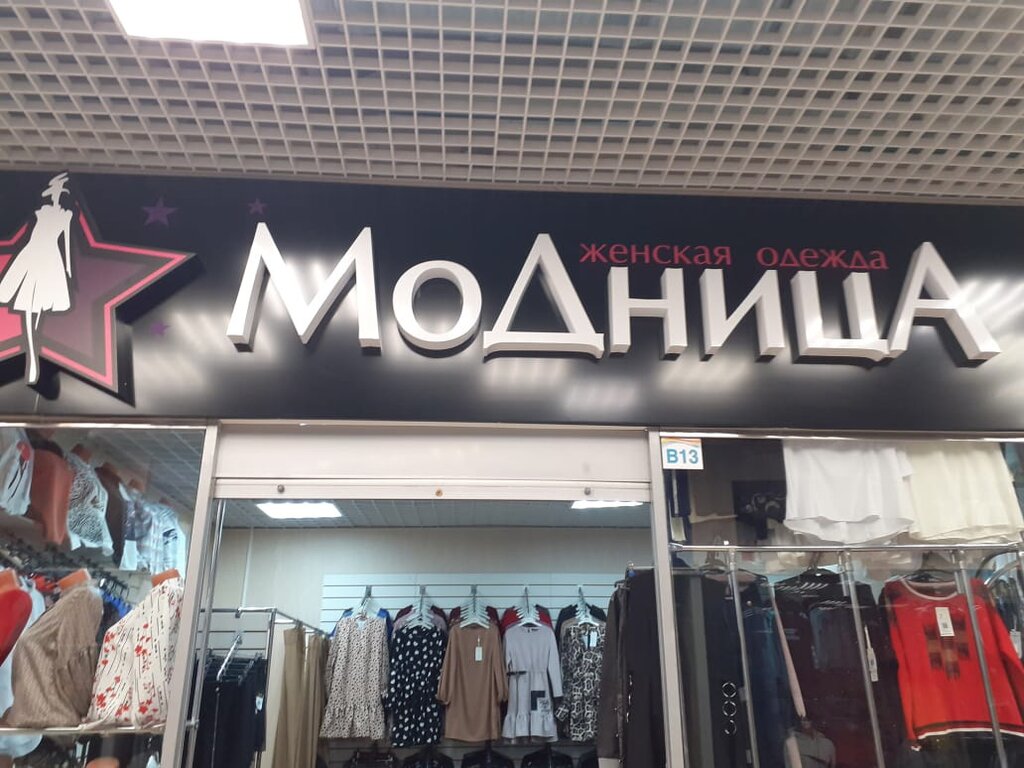 женская одежда
МоДницА
B13